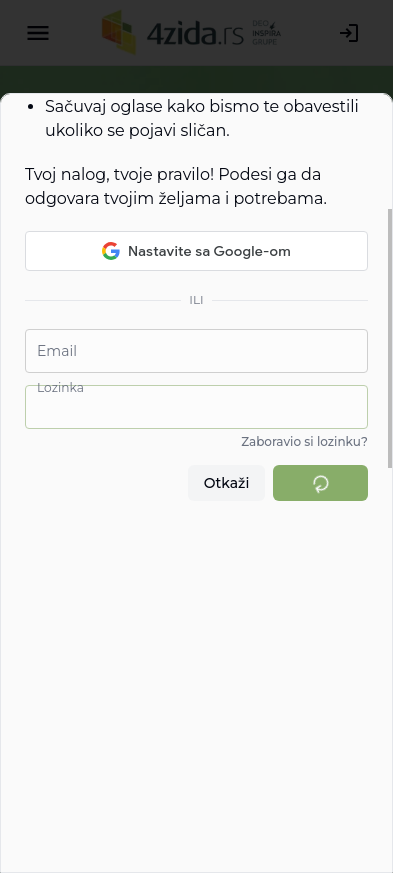 4zida.rs DEO INSPIRA GRUPE
• Sačuvaj oglase kako bismo te obavestili
ukoliko se pojavi sličan.
Tvoj nalog, tvoje pravilo! Podesi ga da
odgovara tvojim željama i potrebama.
Nastavite sa Google-om
ILI
Email
Lozinka
Zaboravio si lozinku?
Otkaži